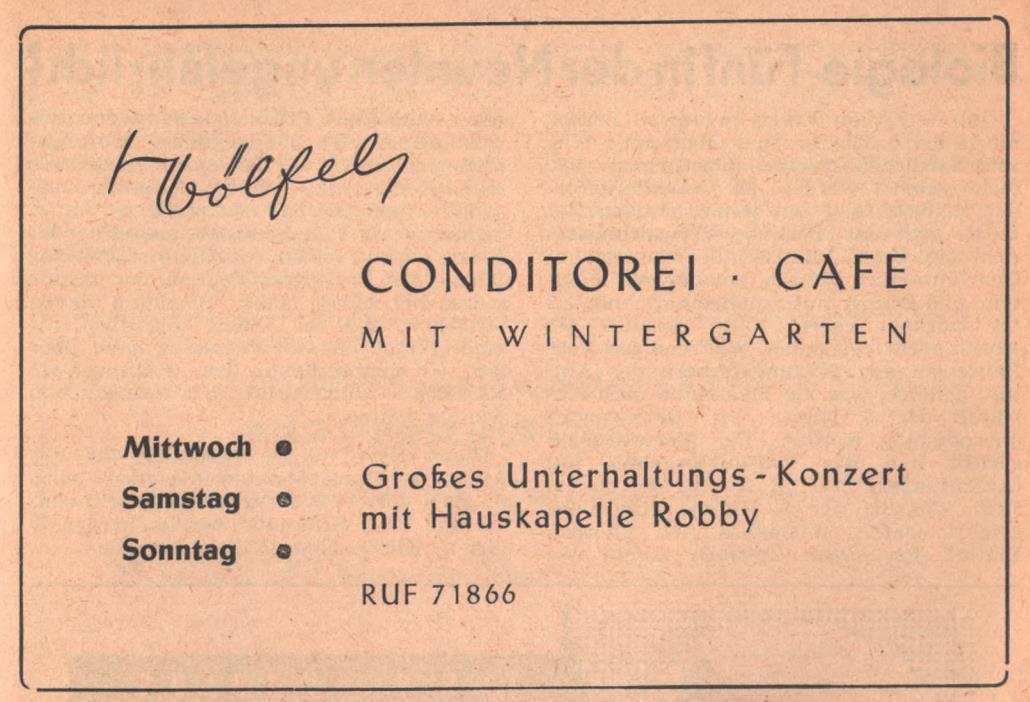 Wölfel
CONDITOREI · CAFE
MIT WINTERGARTEN
Mittwoch •
Samstag •
Sonntag •
Großes Unterhaltungs-Konzert
mit Hauskapelle Robby
RUF 71866